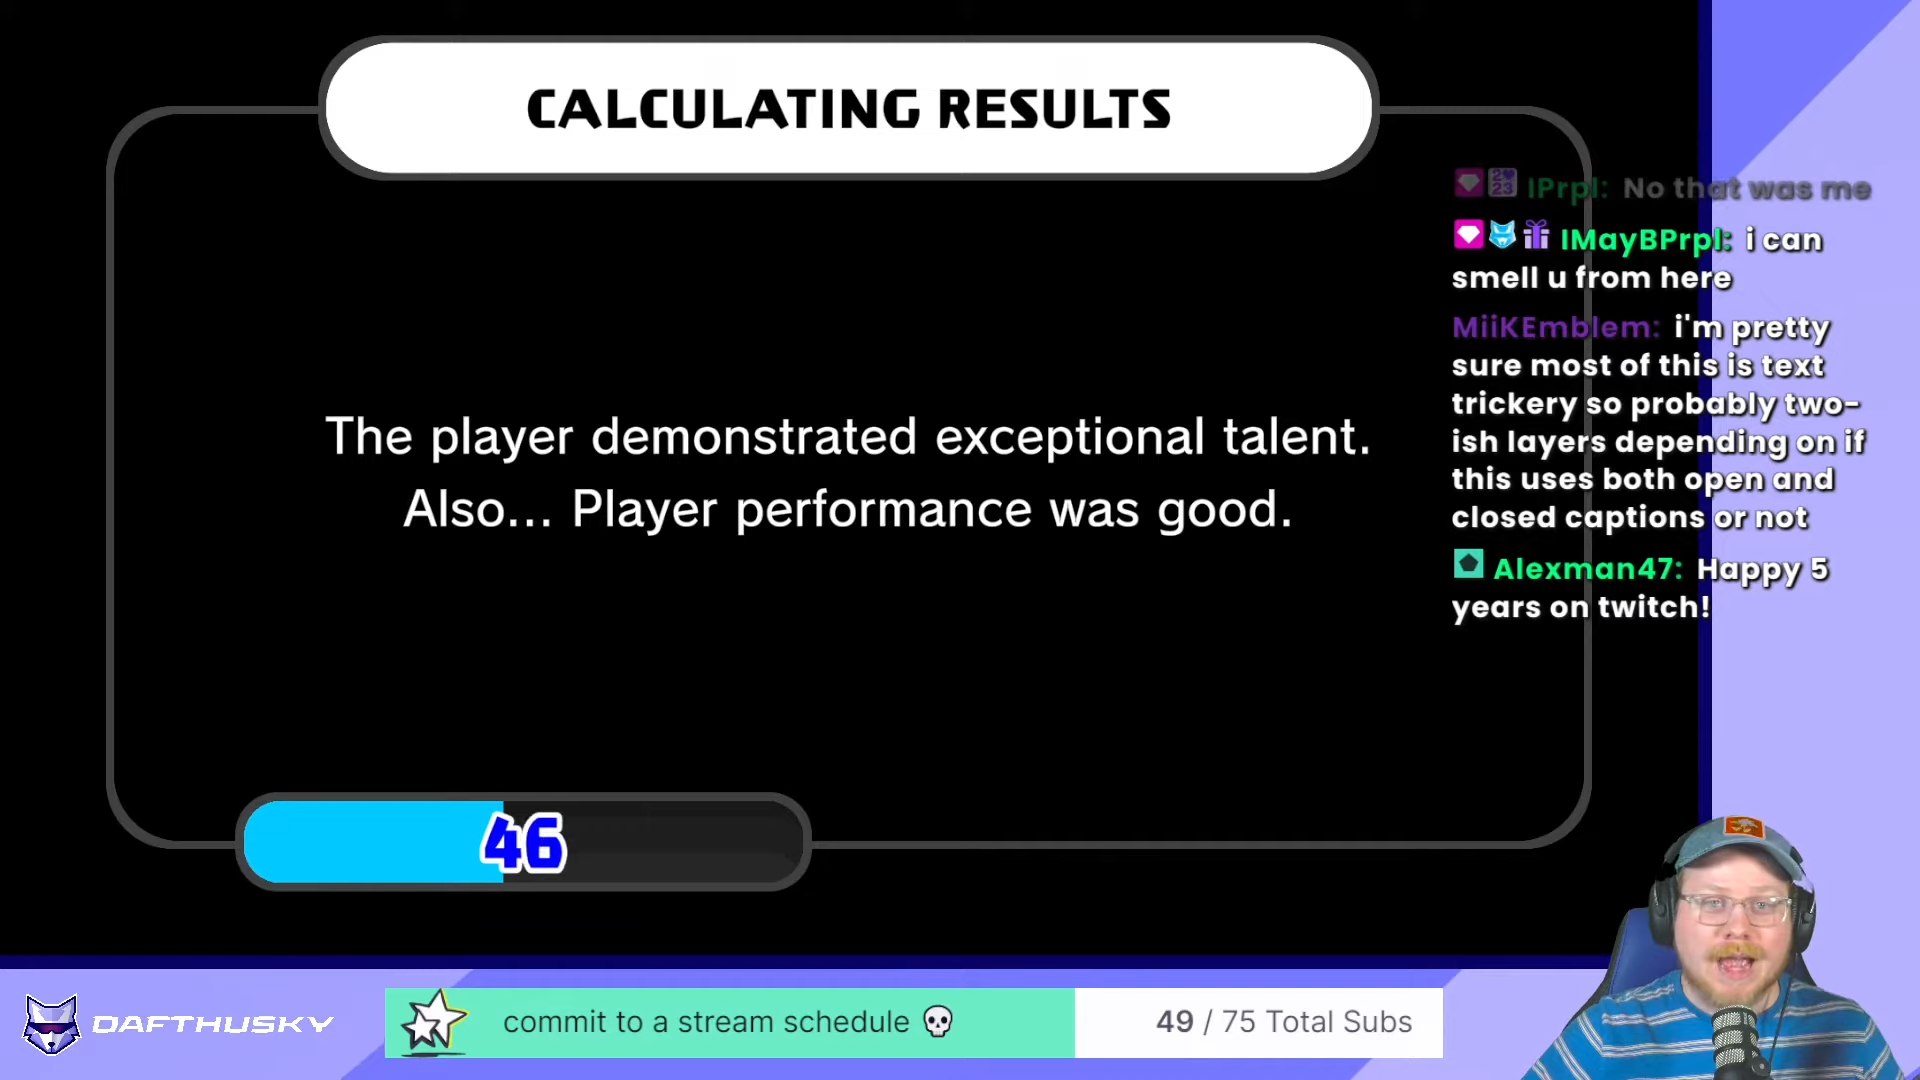 CALCULATING RESULTS
The player demonstrated exceptional talent.
Also... Player performance was good.
46
IPrpl: No that was me
IMayBPrpl: i can
smell u from here
MiiKEmblem: i'm pretty
sure most of this is text
trickery so probably two-
ish layers depending on if
this uses both open and
closed captions or not
Alexman47: Happy 5
years on twitch!
DAFTHUSKY
commit to a stream schedule 💀
49 / 75 Total Subs